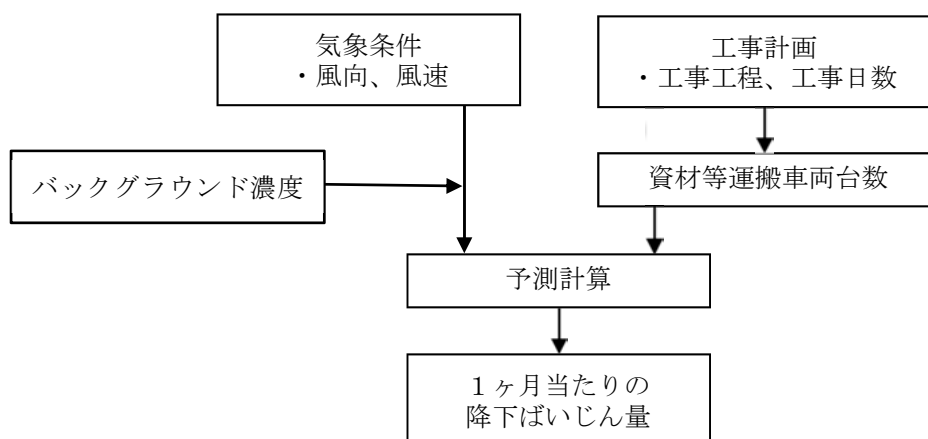 気象条件
・風向、風速
工事計画
・工事工程、工事日数
バックグラウンド濃度
資材等運搬車両台数
予測計算
１ヶ月当たりの
降下ばいじん量